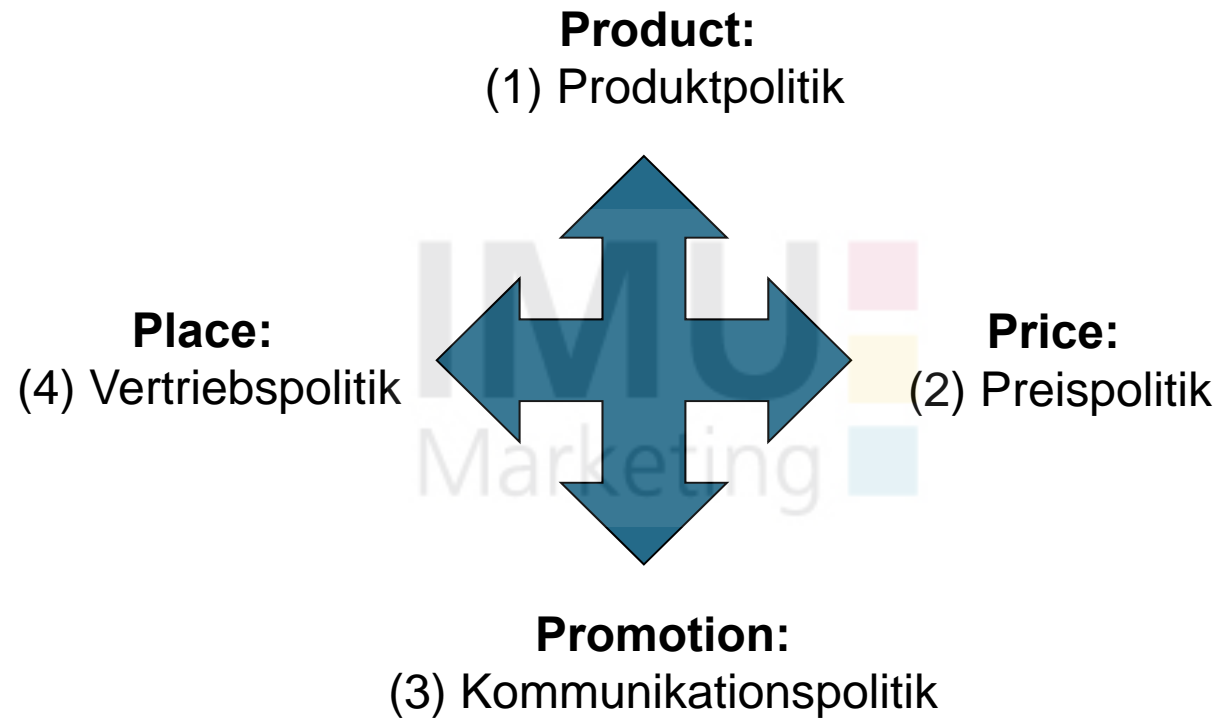 Product:
(1) Produktpolitik
IMU
Place:
Price:
(4) Vertriebspolitik
(2) Preispolitik
Marketing
Promotion:
(3) Kommunikationspolitik